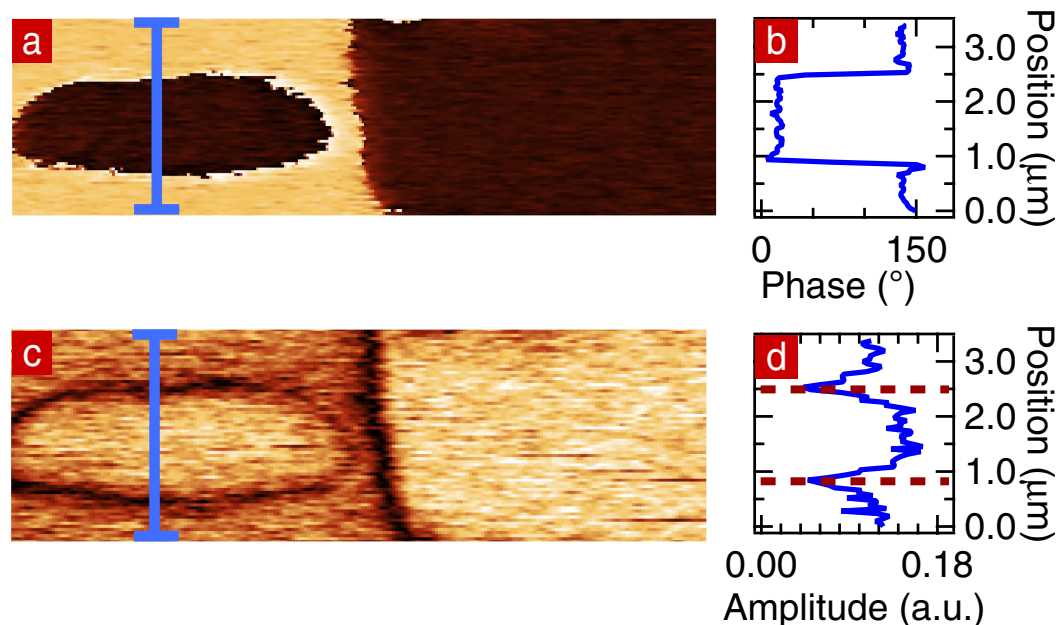 a
b
3.0
2.0
1.0
0.0
Position (μm)
0
150
Phase (°)
c
d
3.0
2.0
1.0
0.0
Position (μm)
0.00
0.18
Amplitude (a.u.)